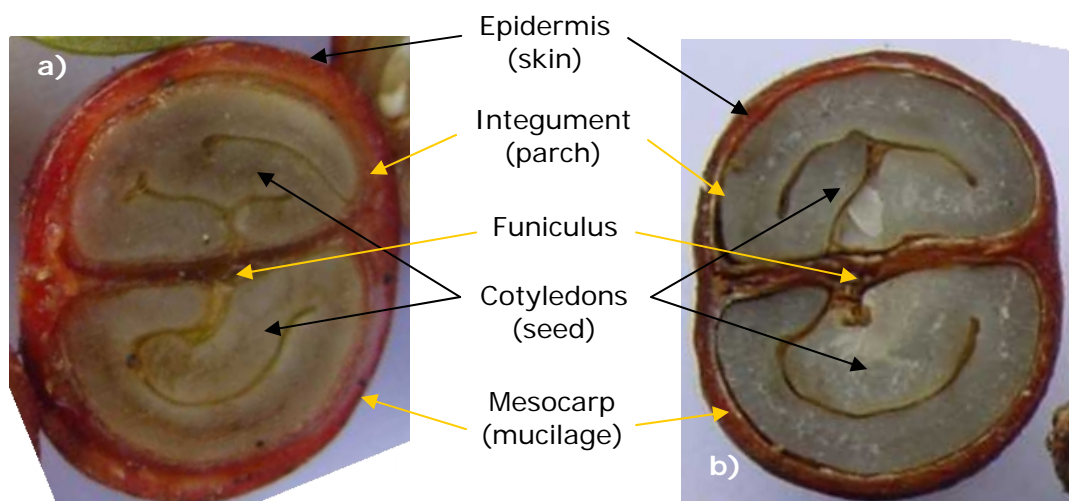 a)
Epidermis
(skin)
Integument
(parch)
Funiculus
Cotyledons
(seed)
Mesocarp
(mucilage)
b)